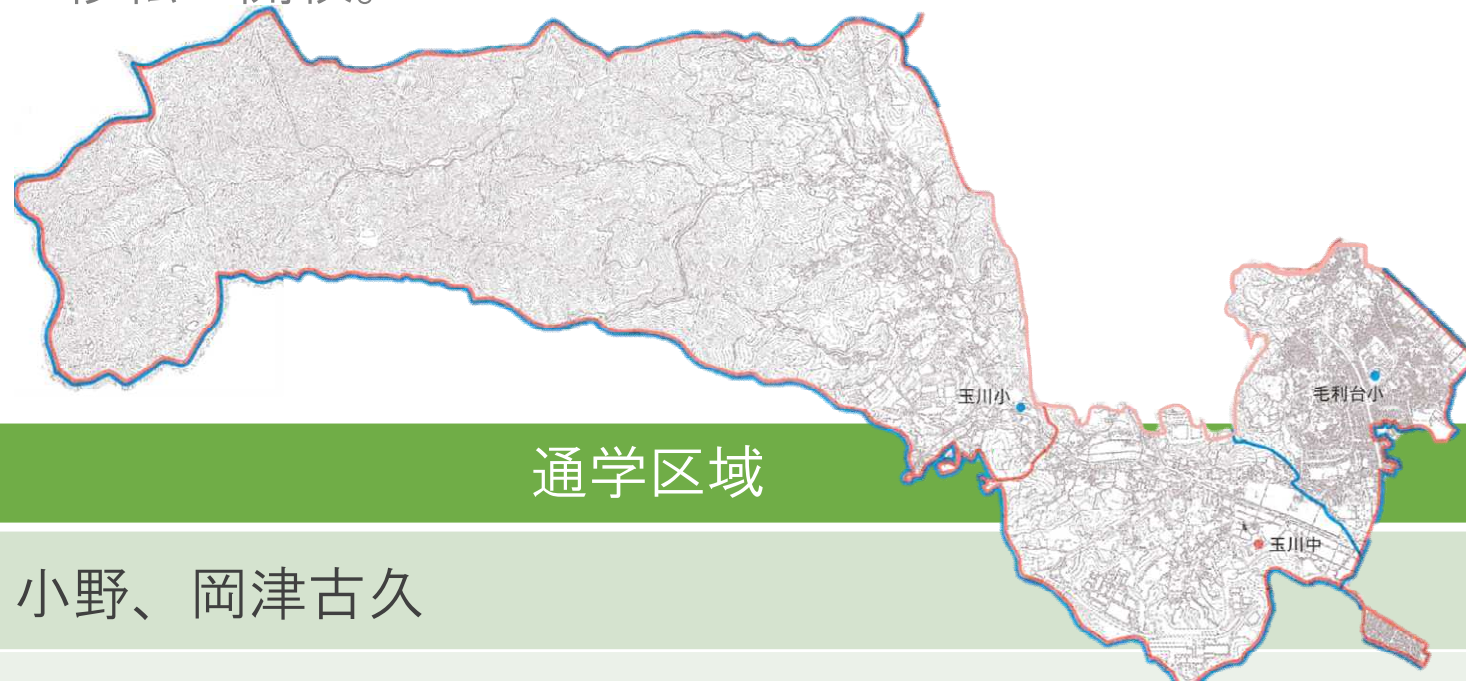 玉川小
毛利台小
通学区域
玉川中
小野、岡津古久